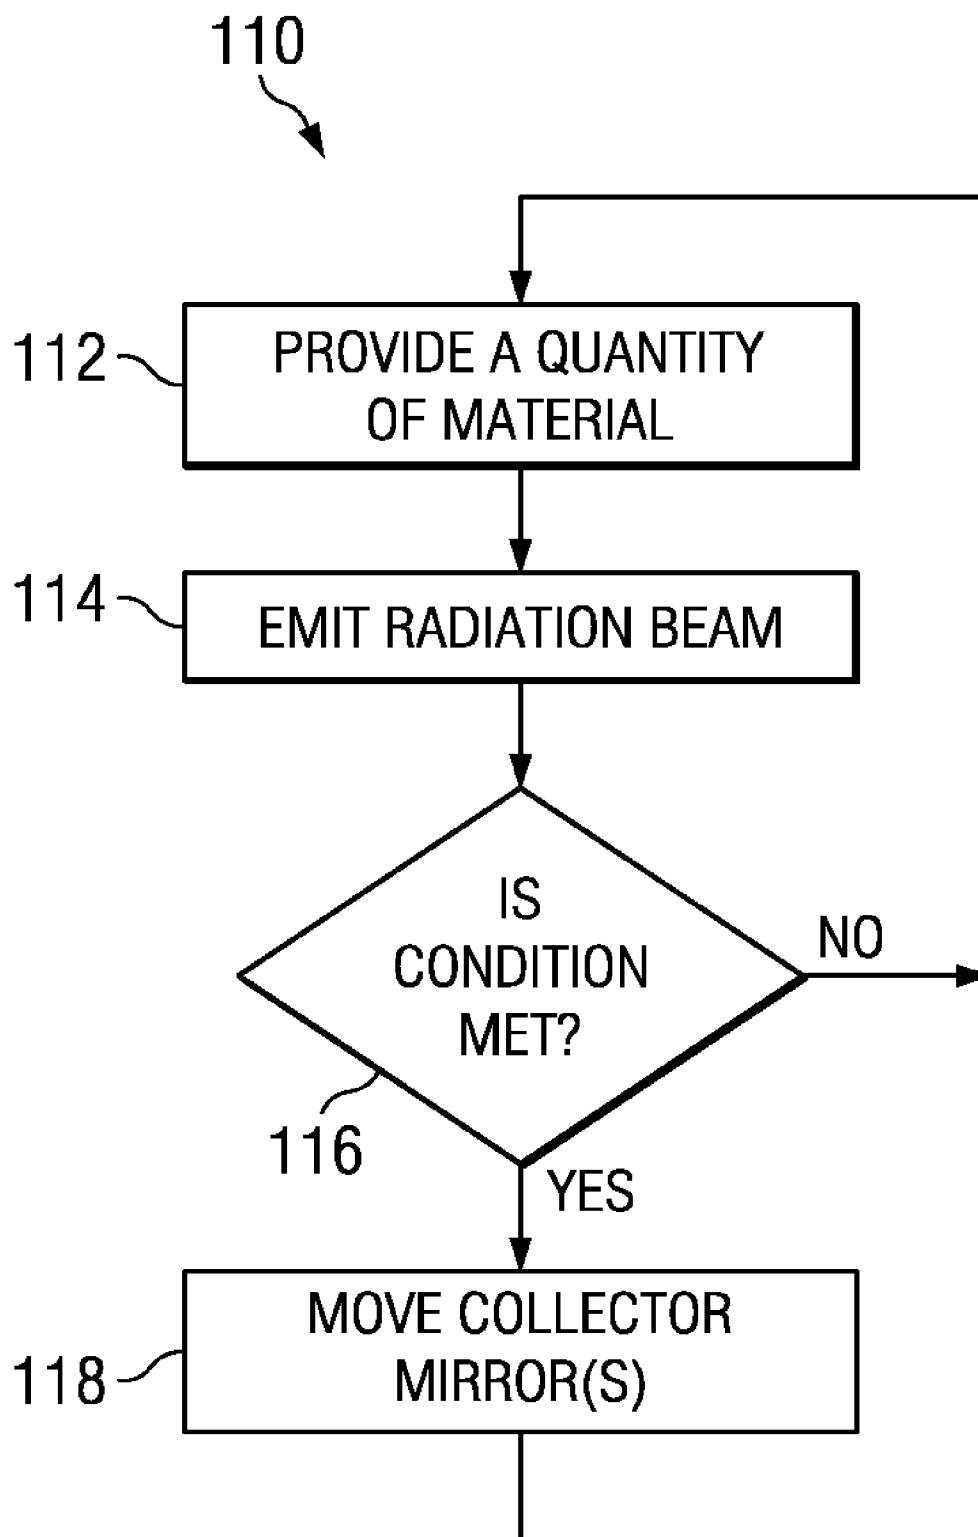 110
112
PROVIDE A QUANTITY
OF MATERIAL
114
EMIT RADIATION BEAM
IS
CONDITION
MET?
NO
116
YES
118
MOVE COLLECTOR
MIRROR(S)